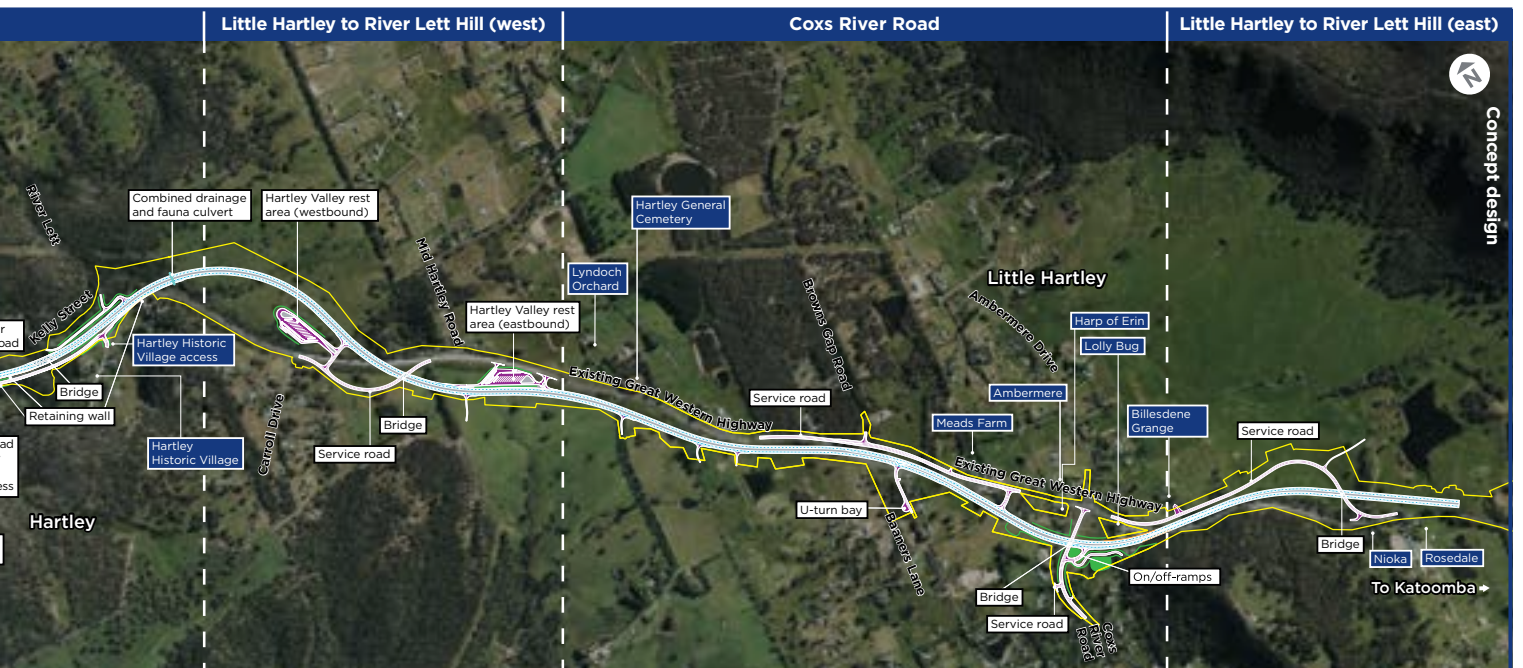 Little Hartley to River Lett Hill (west)
Coxs River Road
Little Hartley to River Lett Hill (east)
N
Concept design
River Lett
Combined drainage
and fauna culvert
Hartley Valley rest
area (westbound)
Hartley General
Cemetery
Mid Hartley Road
Lyndoch
Orchard
Browns Gap Road
Little Hartley
Ambermere Drive
Kelly Street
Hartley Valley rest
area (eastbound)
Harp of Erin
Lolly Bug
Hartley Historic
Village access
Existing Great Western Highway
Service road
Ambermere
Meads Farm
Billesdene
Grange
Service road
Bridge
Retaining wall
Carroll Drive
Bridge
Service road
Hartley
Historic Village
Existing Great Western Highway
Hartley
U-turn bay
Baaners Lane
Bridge
Nioka
Rosedale
On/off-ramps
To Katoomba
Bridge
Service road
Coxs
River
Road